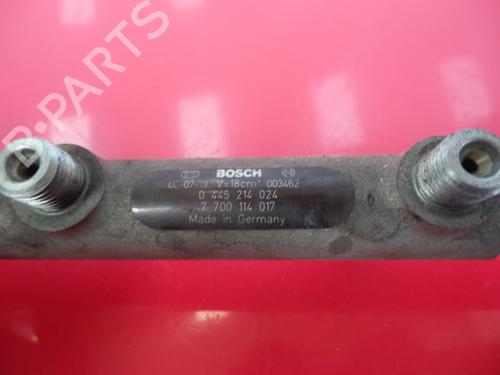 B-PARTS
BOSCH
V=18cm³ 003462
0 445 214 024
7 700 114 017
Made in Germany